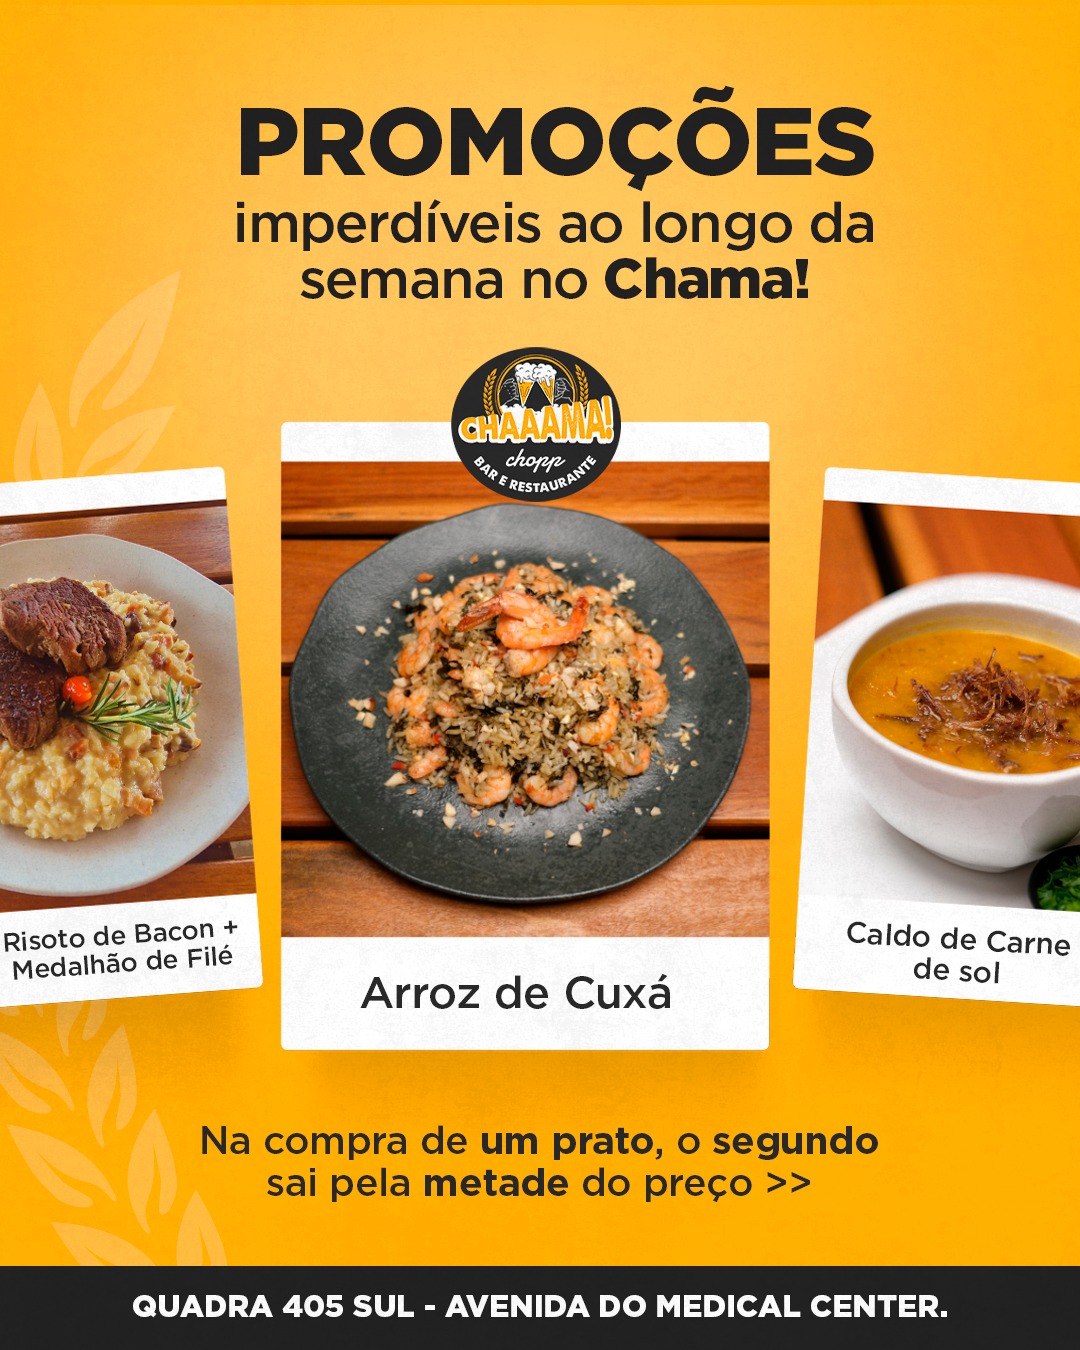 PROMOÇÕES
imperdíveis ao longo da
semana no Chama!
CHAAAMA!
chopp
BAR E RESTAURANTE
Risoto de Bacon +
Medalhão de Filé
Arroz de Cuxá
Caldo de Carne
de sol
Na compra de um prato, o segundo
sai pela metade do preço >>
QUADRA 405 SUL - AVENIDA DO MEDICAL CENTER.